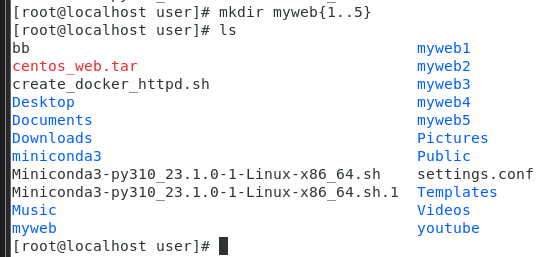 [root@localhost user]# mkdir myweb{1..5}
[root@localhost user]# ls
bb myweb1
centos_web.tar myweb2
create_docker_httpd.sh myweb3
Desktop myweb4
Documents myweb5
Downloads Pictures
miniconda3 Public
Miniconda3-py310_23.1.0-1-Linux-x86_64.sh settings.conf
Miniconda3-py310_23.1.0-1-Linux-x86_64.sh.1 Templates
Music Videos
myweb youtube
[root@localhost user]#